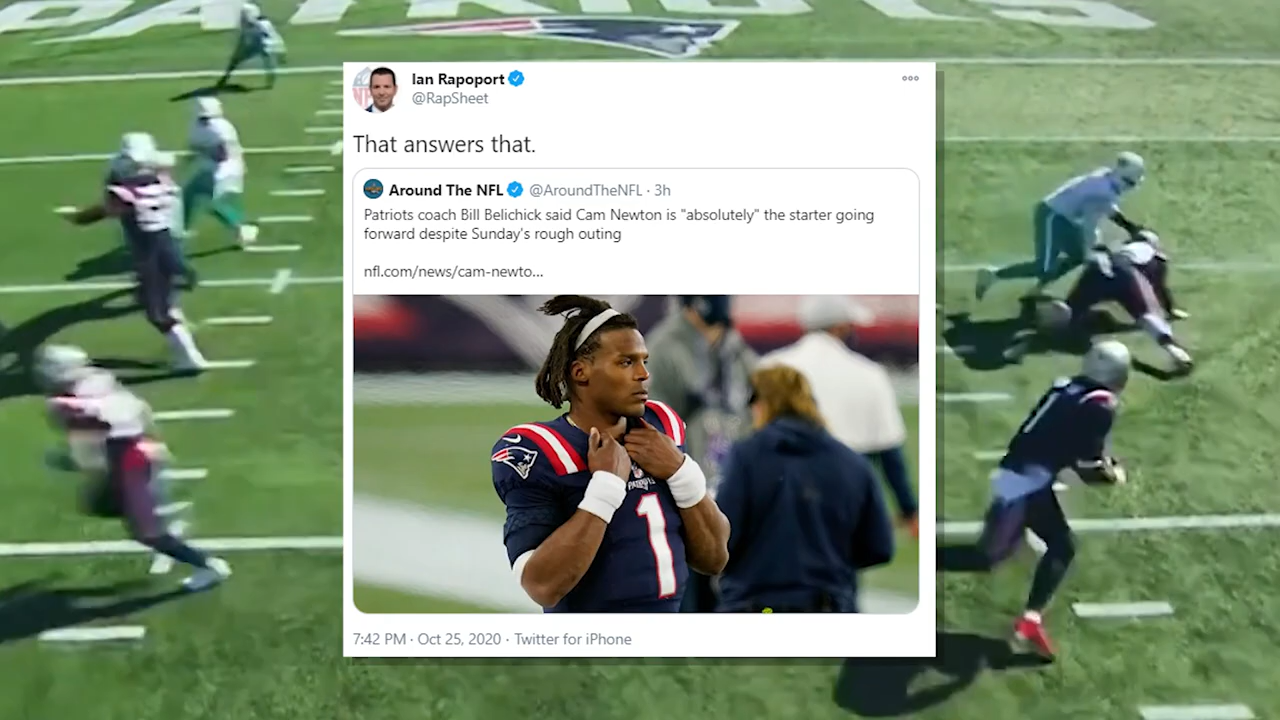 PATRIOTS
Ian Rapoport
@RapSheet
That answers that.
Around The NFL @AroundTheNFL · 3h
Patriots coach Bill Belichick said Cam Newton is "absolutely" the starter going
forward despite Sunday's rough outing
nfl.com/news/cam-newto...
PATRIOTS
1
7:42 PM · Oct 25, 2020 · Twitter for iPhone